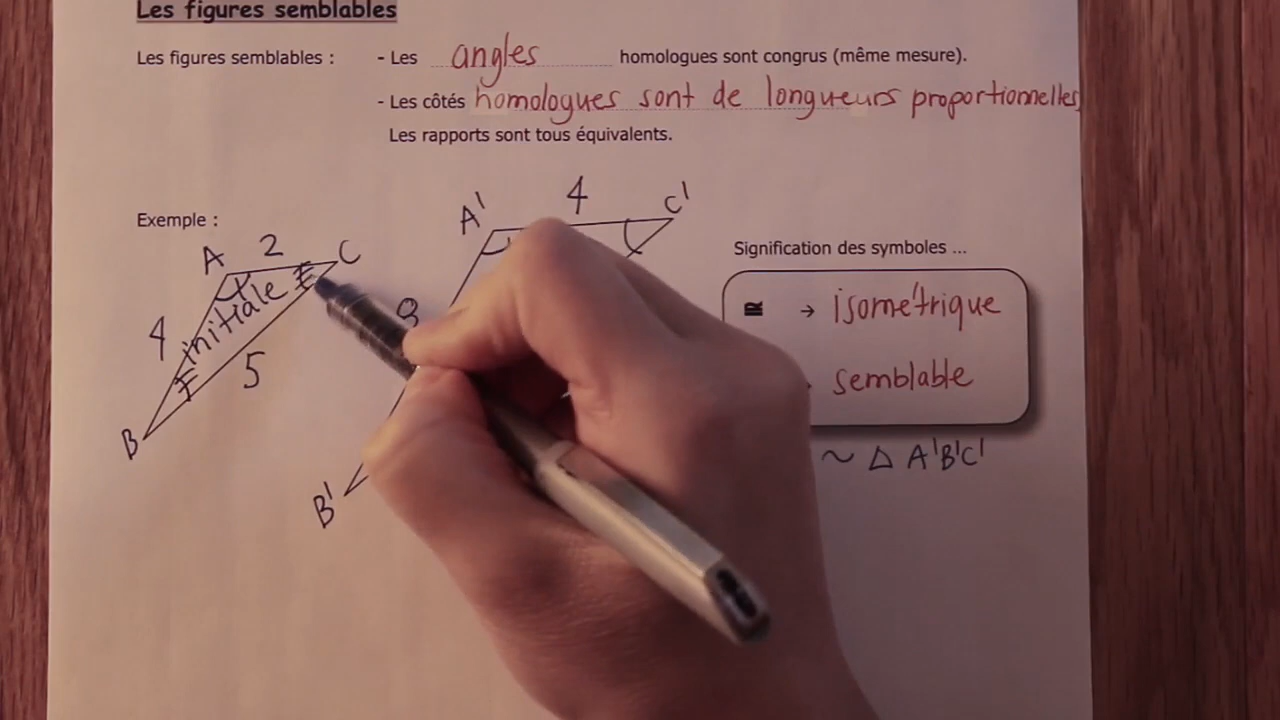 Les figures semblables
Les figures semblables : - Les angles homologues sont congrus (même mesure).
- Les côtés homologues sont de longueurs proportionnelles
Les rapports sont tous équivalents.
Exemple :
A 2 C
4 initiale
5
B
A' 4 C'
8
B'
Signification des symboles ...
≅ → isométrique
semblable
~ Δ A'B'C'